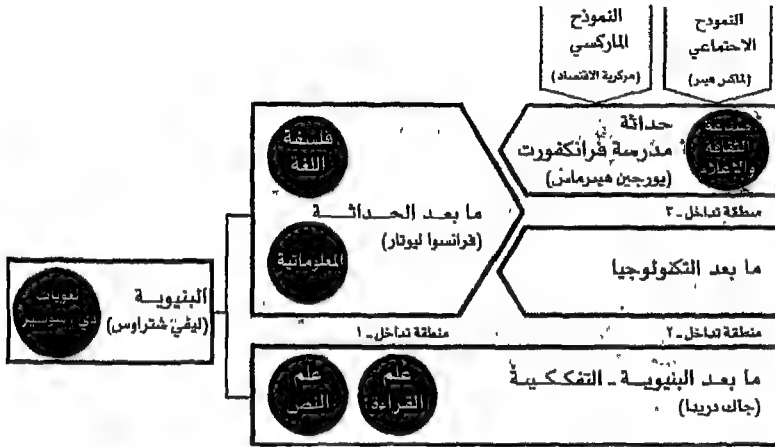 النموذج
الاجتماعي
(لماكس فيبر)
النموذج
الماركسي
(مركزية الاقتصاد)
صناعة
الثقافة
والإعلام
حداثة
مدرسة فرانكفورت
(يورجين هبرماس)
منطقة تداخل - ٣
ما بعد التكنولوجيا
منطقة تداخل - ٢
فلسفة
اللغة
ما بعد الحداثة
(فرانسوا ليوتار)
المعلوماتية
منطقة تداخل - ١
البنيوية
(ليفي شتراوس)
لغويات
دي سوسير
ما بعد البنيوية - التفكيكية
(جاك دريدا)
علم
القراءة
علم
النص